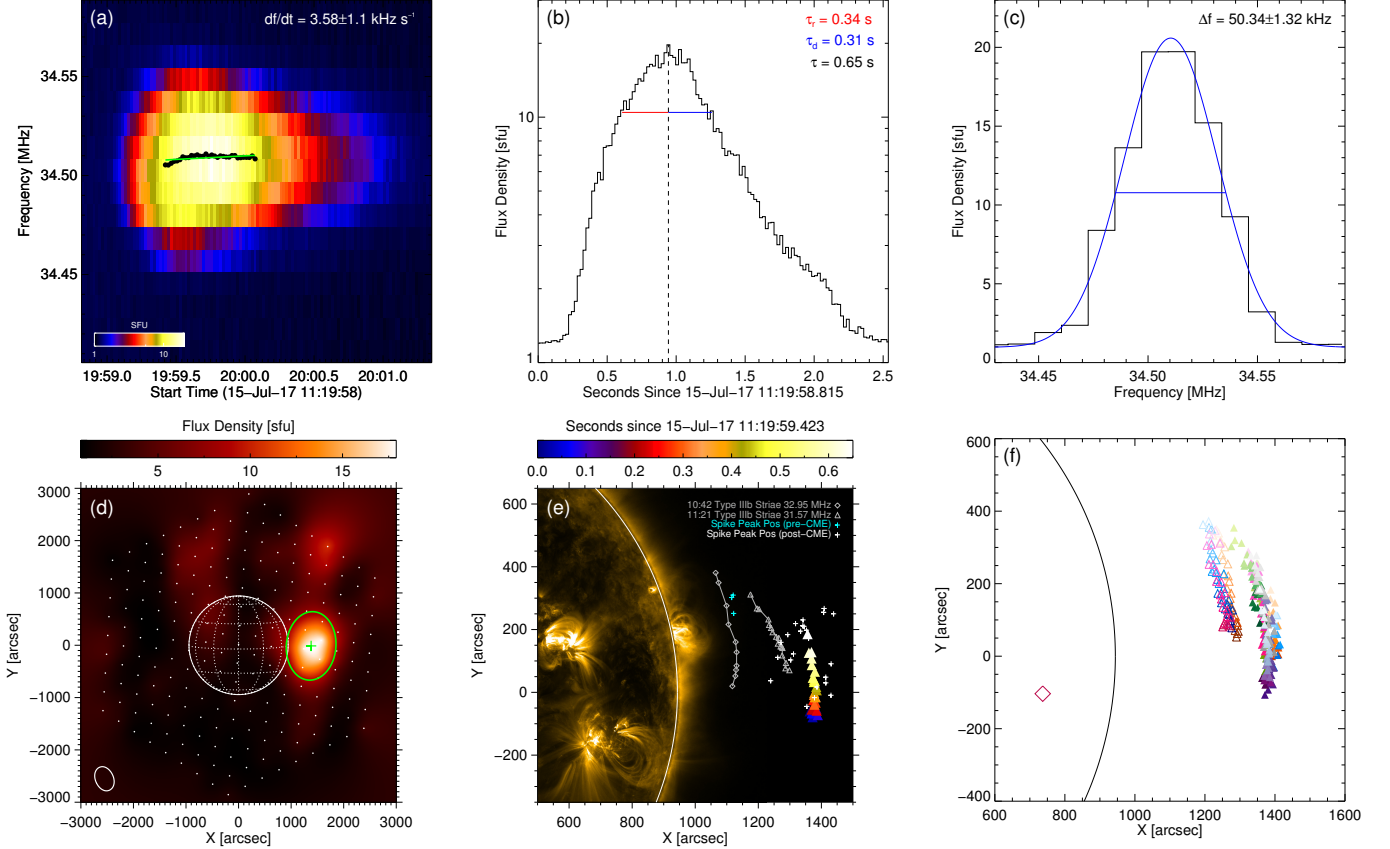 (a)
df/dt = 3.58±1.1 kHz s⁻¹
34.55
34.50
34.45
Frequency [MHz]
SFU
1
10
19:59.0
19:59.5
20:00.0
20:00.5
20:01.0
Start Time (15-Jul-17 11:19:58)
(b)
τr = 0.34 s
τd = 0.31 s
τ = 0.65 s
10
1
Flux Density [sfu]
0.0
0.5
1.0
1.5
2.0
2.5
Seconds Since 15-Jul-17 11:19:58.815
(c)
Δf = 50.34±1.32 kHz
20
15
10
5
0
Flux Density [sfu]
34.45
34.50
34.55
Frequency [MHz]
Flux Density [sfu]
5
10
15
(d)
3000
2000
1000
0
-1000
-2000
-3000
Y [arcsec]
-3000
-2000
-1000
0
1000
2000
3000
X [arcsec]
Seconds since 15-Jul-17 11:19:59.423
0.0
0.1
0.2
0.3
0.4
0.5
0.6
(e)
10:42 Type IIIb Striae 32.95 MHz
11:21 Type IIIb Striae 31.57 MHz
Spike Peak Pos (pre-CME)
Spike Peak Pos (post-CME)
600
400
200
0
-200
Y [arcsec]
600
800
1000
1200
1400
X [arcsec]
(f)
600
400
200
0
-200
-400
Y [arcsec]
600
800
1000
1200
1400
1600
X [arcsec]